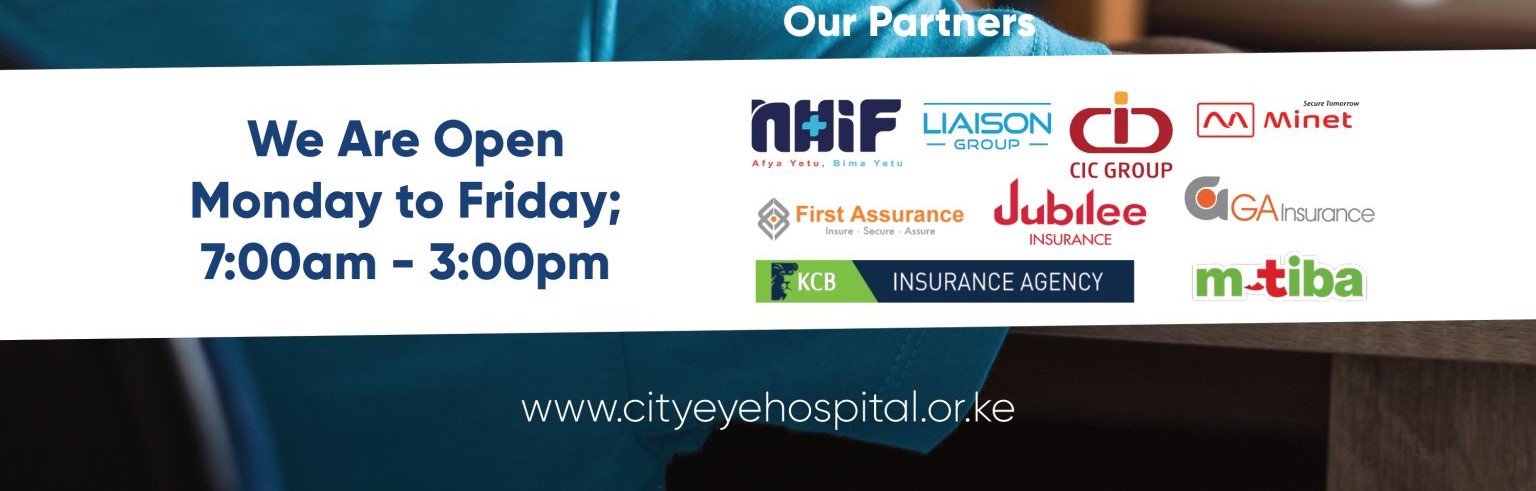 Our Partners
We Are Open
Monday to Friday;
7:00am - 3:00pm
NHIF
Afya Yetu, Bima Yetu
LIAISON
GROUP
CIC GROUP
Secure Tomorrow
Minet
First Assurance
Insure - Secure - Assure
Jubilee
INSURANCE
GA Insurance
KCB INSURANCE AGENCY
m-tiba
www.cityeyehospital.or.ke